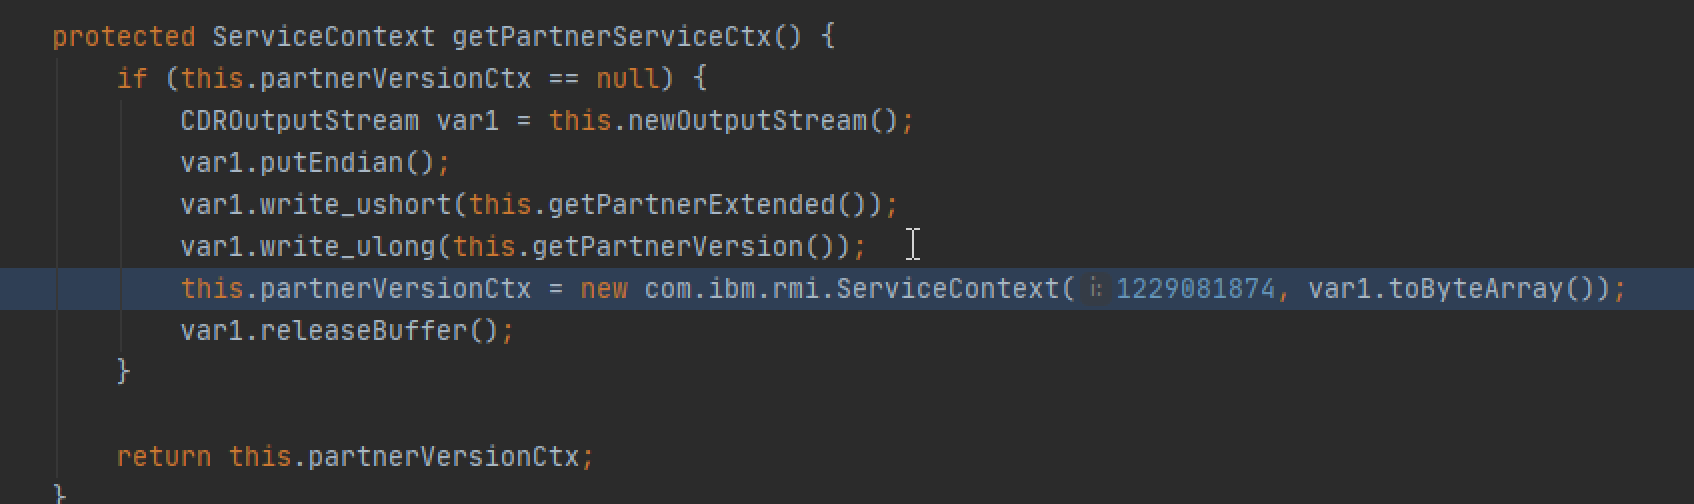 protected ServiceContext getPartnerServiceCtx() {
if (this.partnerVersionCtx == null) {
CDROutputStream var1 = this.newOutputStream();
var1.putEndian();
var1.write_ushort(this.getPartnerExtended());
var1.write_ulong(this.getPartnerVersion());
this.partnerVersionCtx = new com.ibm.rmi.ServiceContext( i: 1229081874, var1.toByteArray());
var1.releaseBuffer();
}
return this.partnerVersionCtx;
}